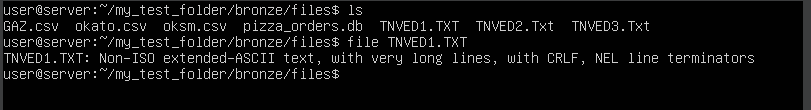 user@server:~/my_test_folder/bronze/files$ ls
GAZ.csv  okato.csv  oksm.csv  pizza_orders.db  TNVED1.TXT  TNVED2.Txt  TNVED3.Txt
user@server:~/my_test_folder/bronze/files$ file TNVED1.TXT
TNVED1.TXT: Non-ISO extended-ASCII text, with very long lines, with CRLF, NEL line terminators
user@server:~/my_test_folder/bronze/files$